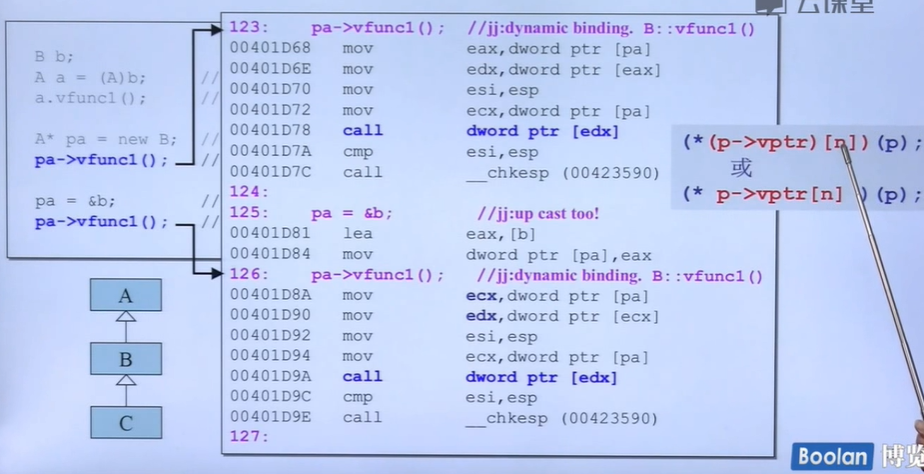 云课堂
B b;
A a = (A)b; //
a.vfunc1(); //
A* pa = new B; //
pa->vfunc1(); //
pa = &b; //
pa->vfunc1(); //
A
B
C
123: pa->vfunc1(); //jj:dynamic binding. B::vfunc1()
00401D68 mov eax,dword ptr [pa]
00401D6E mov edx,dword ptr [eax]
00401D70 mov esi,esp
00401D72 mov ecx,dword ptr [pa]
00401D78 call dword ptr [edx]
00401D7A cmp esi,esp
00401D7C call __chkesp (00423590)
124:
125: pa = &b; //jj:up cast too!
00401D81 lea eax,[b]
00401D84 mov dword ptr [pa],eax
126: pa->vfunc1(); //jj:dynamic binding. B::vfunc1()
00401D8A mov ecx,dword ptr [pa]
00401D90 mov edx,dword ptr [ecx]
00401D92 mov esi,esp
00401D94 mov ecx,dword ptr [pa]
00401D9A call dword ptr [edx]
00401D9C cmp esi,esp
00401D9E call __chkesp (00423590)
127:
(*(p->vptr)[n])(p);
或
(* p->vptr[n] )(p);
Boolan 博览